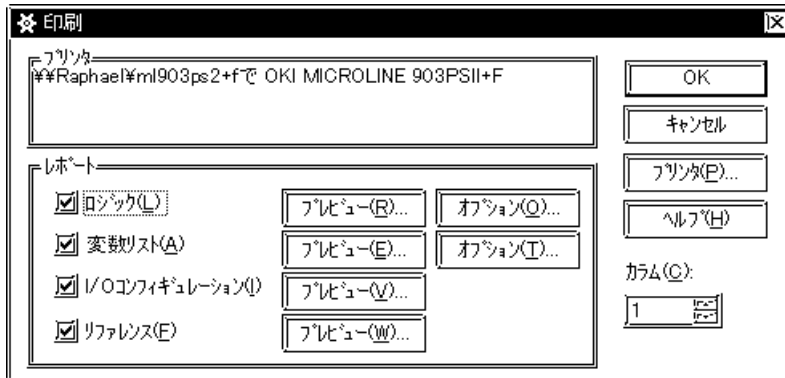 印刷
プリンタ
¥¥Raphael¥ml903ps2+fで OKI MICROLINE 903PSII+F
OK
キャンセル
プリンタ(P)...
ヘルプ(H)
カラム(C):
1
レポート
ロジック(L) プレビュー(R)... オプション(O)...
変数リスト(A) プレビュー(E)... オプション(T)...
I/Oコンフィギュレーション(I) プレビュー(V)...
リファレンス(F) プレビュー(W)...